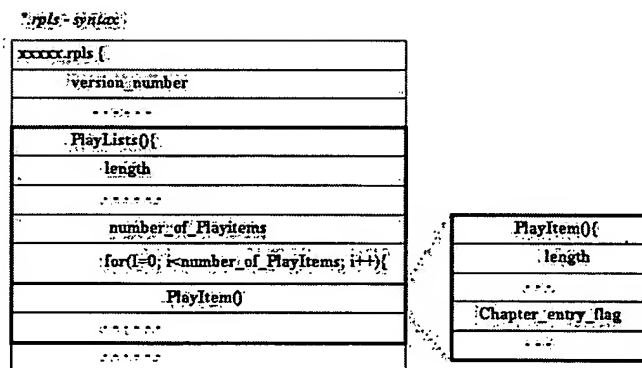 *.rpls - syntax
xxxxx.rpls {
version_number
- - - - - -
PlayLists(){
length
- - - - - -
number_of_Playitems
for(I=0; i<number_of_PlayItems; i++){
PlayItem()
- - - - - -
- - - - - -
PlayItem(){
length
- - -
Chapter_entry_flag
- - -